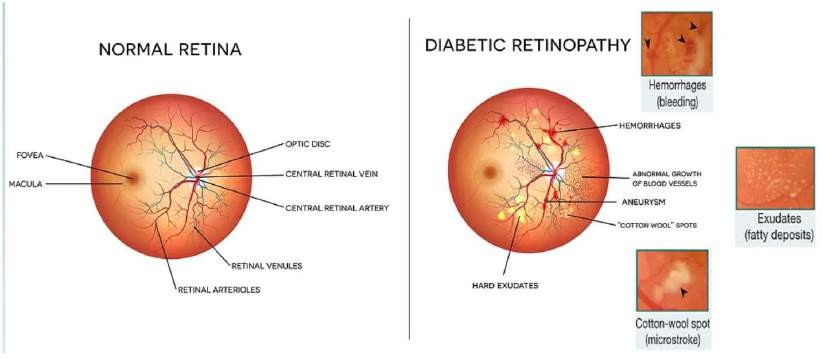 NORMAL RETINA
FOVEA
MACULA
OPTIC DISC
CENTRAL RETINAL VEIN
CENTRAL RETINAL ARTERY
RETINAL VENULES
RETINAL ARTERIOLES
DIABETIC RETINOPATHY
Hemorrhages
(bleeding)
HEMORRHAGES
ABNORMAL GROWTH
OF BLOOD VESSELS
ANEURYSM
"COTTON WOOL" SPOTS
HARD EXUDATES
Exudates
(fatty deposits)
Cotton-wool spot
(microstroke)